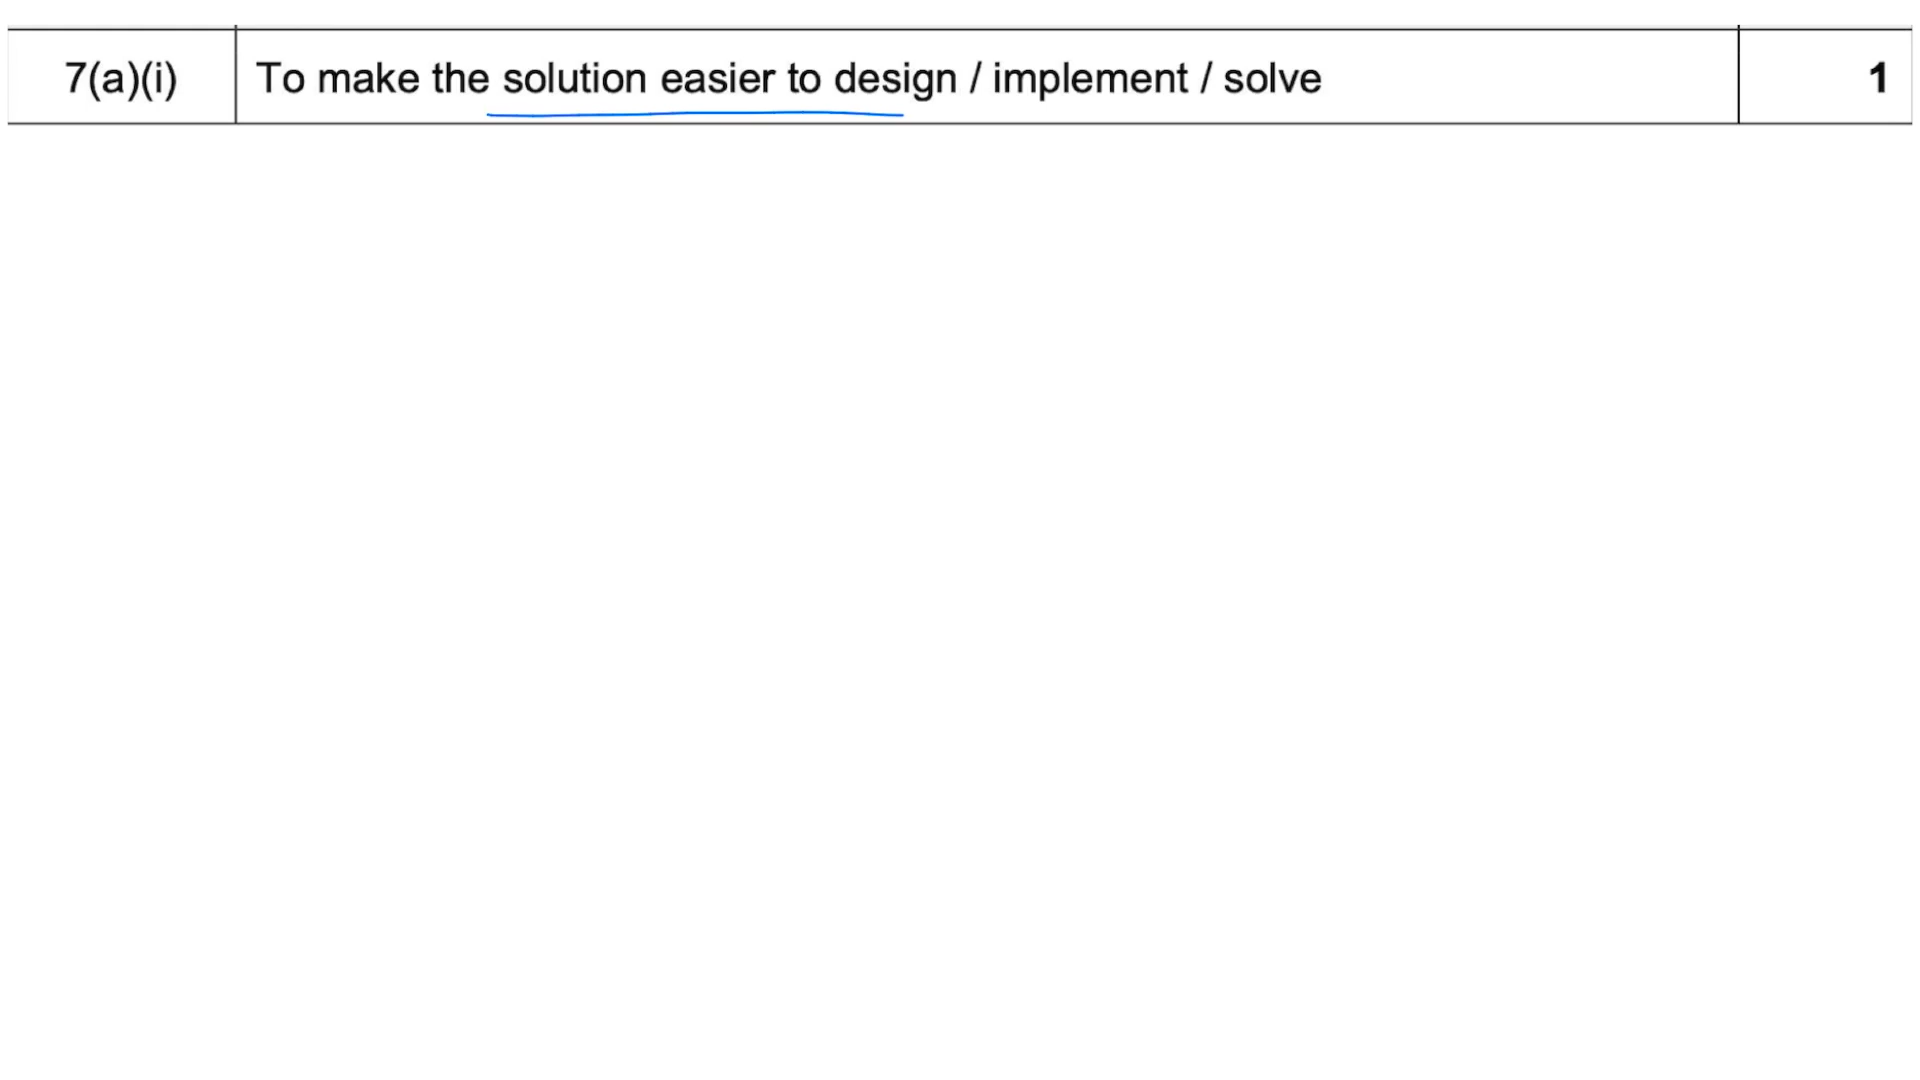 7(a)(i) To make the solution easier to design / implement / solve 1